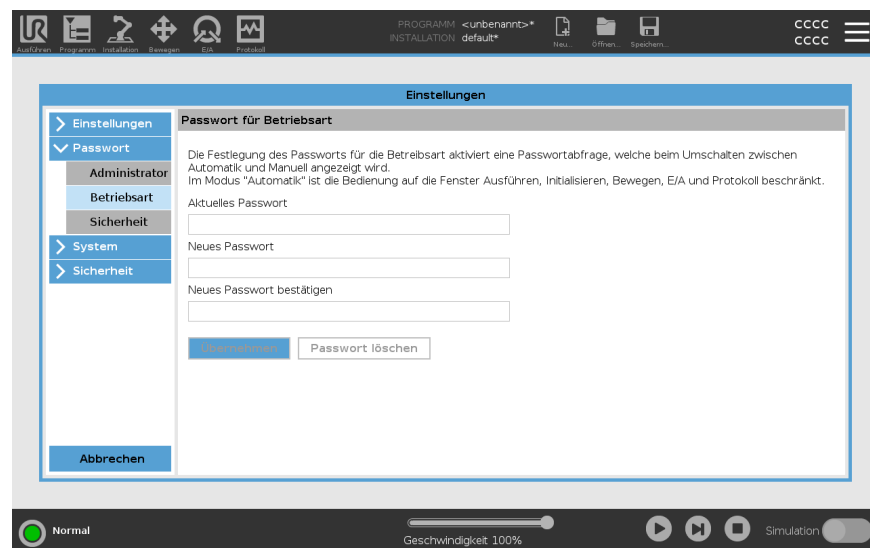 PROGRAMM <unbenannt>*
INSTALLATION default*
cccc
cccc
Ausführen Programm Installation Bewegen E/A Protokoll
Neu... Öffnen... Speichern...
Einstellungen
Einstellungen
Passwort
Administrator
Betriebsart
Sicherheit
System
Sicherheit
Abbrechen
Passwort für Betriebsart
Die Festlegung des Passworts für die Betreibsart aktiviert eine Passwortabfrage, welche beim Umschalten zwischen
Automatik und Manuell angezeigt wird.
Im Modus "Automatik" ist die Bedienung auf die Fenster Ausführen, Initialisieren, Bewegen, E/A und Protokoll beschränkt.
Aktuelles Passwort
Neues Passwort
Neues Passwort bestätigen
Übernehmen Passwort löschen
Normal
Geschwindigkeit 100%
Simulation